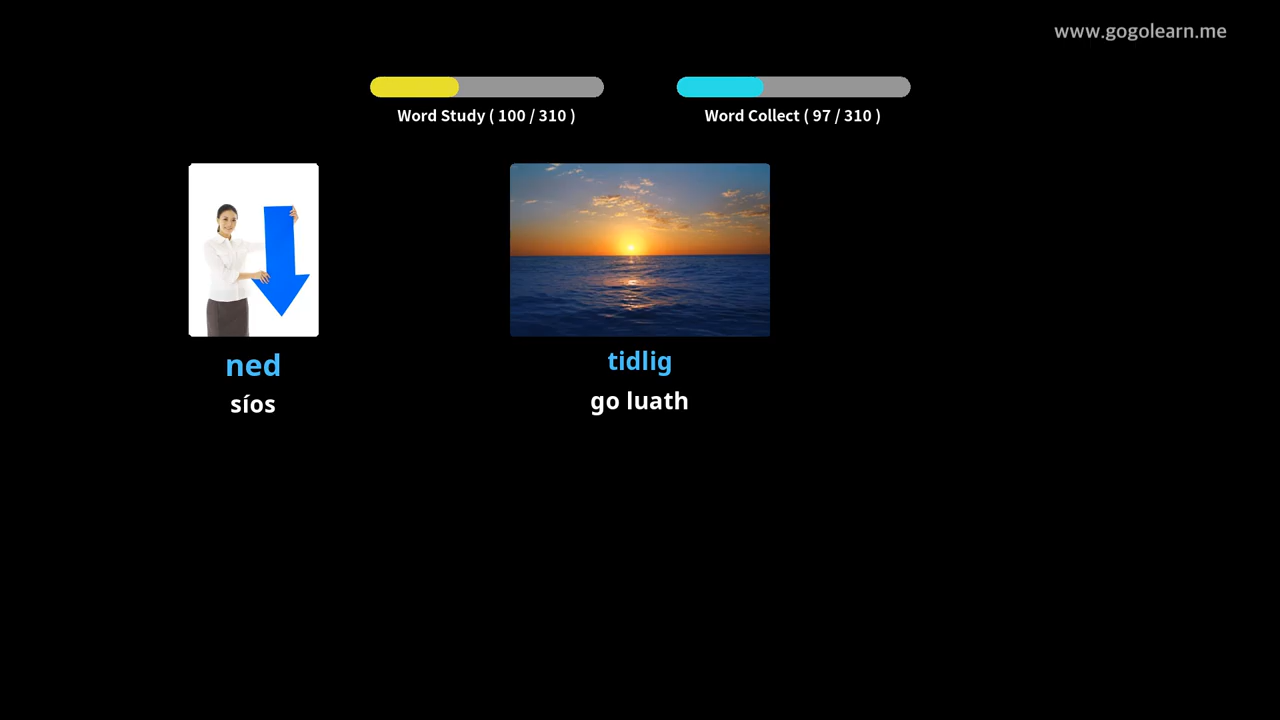 www.gogolearn.me
Word Study ( 100 / 310 )
Word Collect ( 97 / 310 )
ned
síos
tidlig
go luath